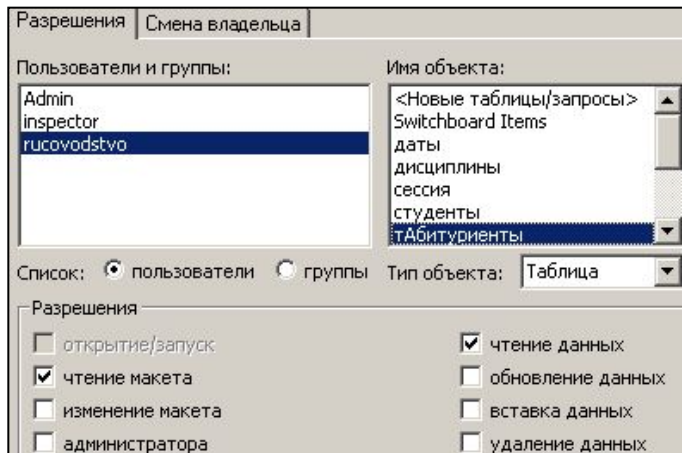 Разрешения Смена владельца
Пользователи и группы: Имя объекта:
Admin
inspector
rucovodstvo
<Новые таблицы/запросы>
Switchboard Items
даты
дисциплины
сессия
студенты
тАбитуриенты
Список: пользователи группы Тип объекта: Таблица
Разрешения
открытие/запуск чтение данных
чтение макета обновление данных
изменение макета вставка данных
администратора удаление данных